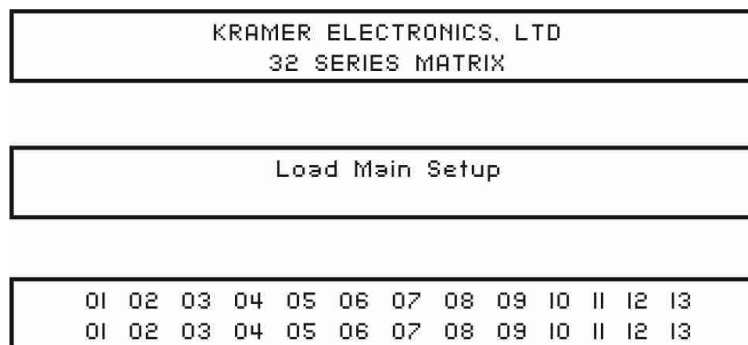 KRAMER ELECTRONICS, LTD
32 SERIES MATRIX
Load Main Setup
01 02 03 04 05 06 07 08 09 10 11 12 13
01 02 03 04 05 06 07 08 09 10 11 12 13